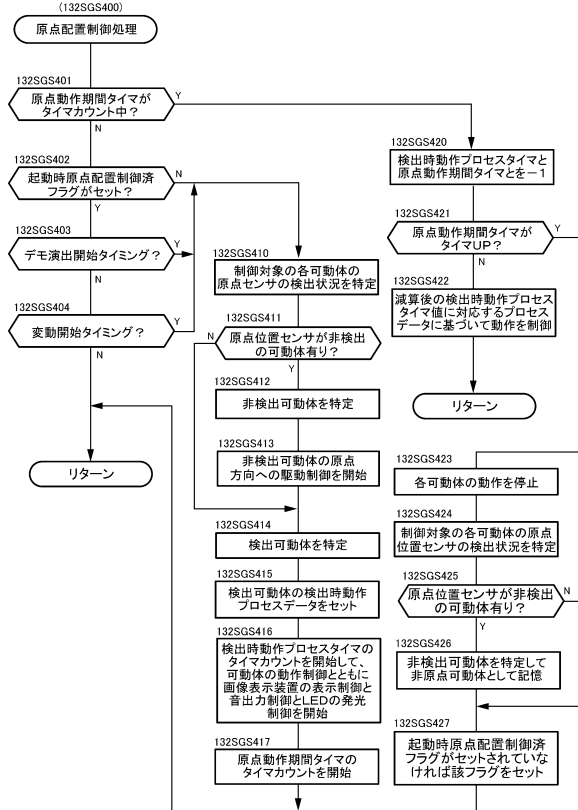 (132SGS400)
原点配置制御処理
132SGS401
原点動作期間タイマが
タイマカウント中？
Y
N
132SGS402
起動時原点配置制御済
フラグがセット？
N
Y
132SGS403
デモ演出開始タイミング？
Y
N
132SGS404
変動開始タイミング？
Y
N
リターン
132SGS410
制御対象の各可動体の
原点センサの検出状況を特定
132SGS411
原点位置センサが非検出
の可動体有り？
N
Y
132SGS412
非検出可動体を特定
132SGS413
非検出可動体の原点
方向への駆動制御を開始
132SGS414
検出可動体を特定
132SGS415
検出可動体の検出時動作
プロセスデータをセット
132SGS416
検出時動作プロセスタイマの
タイマカウントを開始して、
可動体の動作制御とともに
画像表示装置の表示制御と
音出力制御とLEDの発光
制御を開始
132SGS417
原点動作期間タイマの
タイマカウントを開始
132SGS420
検出時動作プロセスタイマと
原点動作期間タイマとを－1
132SGS421
原点動作期間タイマが
タイマUP？
Y
N
132SGS422
減算後の検出時動作プロセス
タイマ値に対応するプロセス
データに基づいて動作を制御
リターン
132SGS423
各可動体の動作を停止
132SGS424
制御対象の各可動体の原点
位置センサの検出状況を特定
132SGS425
原点位置センサが非検出
の可動体有り？
N
Y
132SGS426
非検出可動体を特定して
非原点可動体として記憶
132SGS427
起動時原点配置制御済
フラグがセットされていな
ければ該フラグをセット